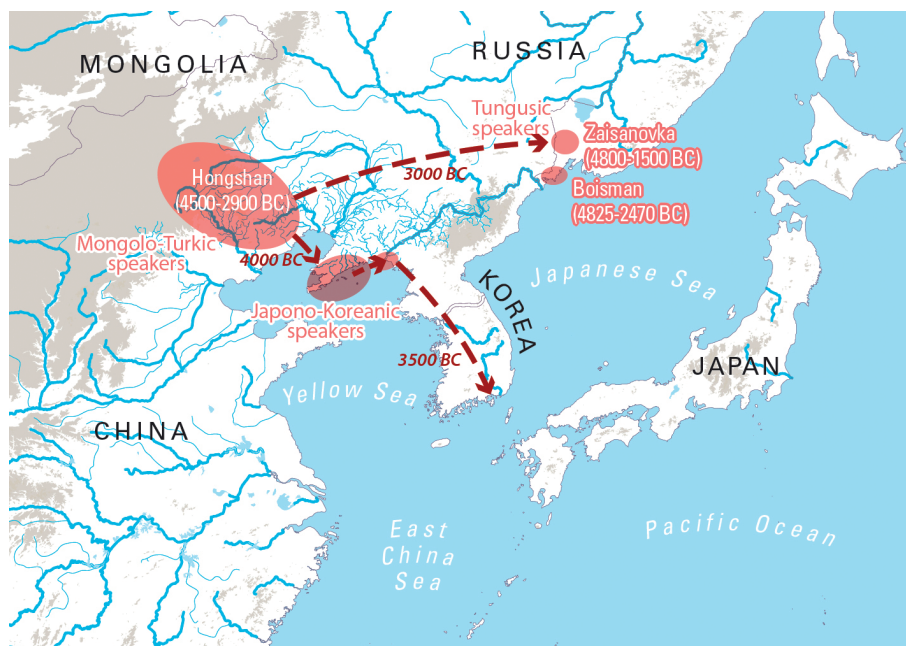 MONGOLIA
RUSSIA
Tungusic
speakers
Zaisanovka
(4800-1500 BC)
Boisman
(4825-2470 BC)
3000 BC
Hongshan
(4500-2900 BC)
Mongolo-Turkic
speakers
4000 BC
Japono-Koreanic
speakers
Japanese Sea
KOREA
3500 BC
JAPAN
Yellow Sea
CHINA
East
China
Sea
Pacific Ocean